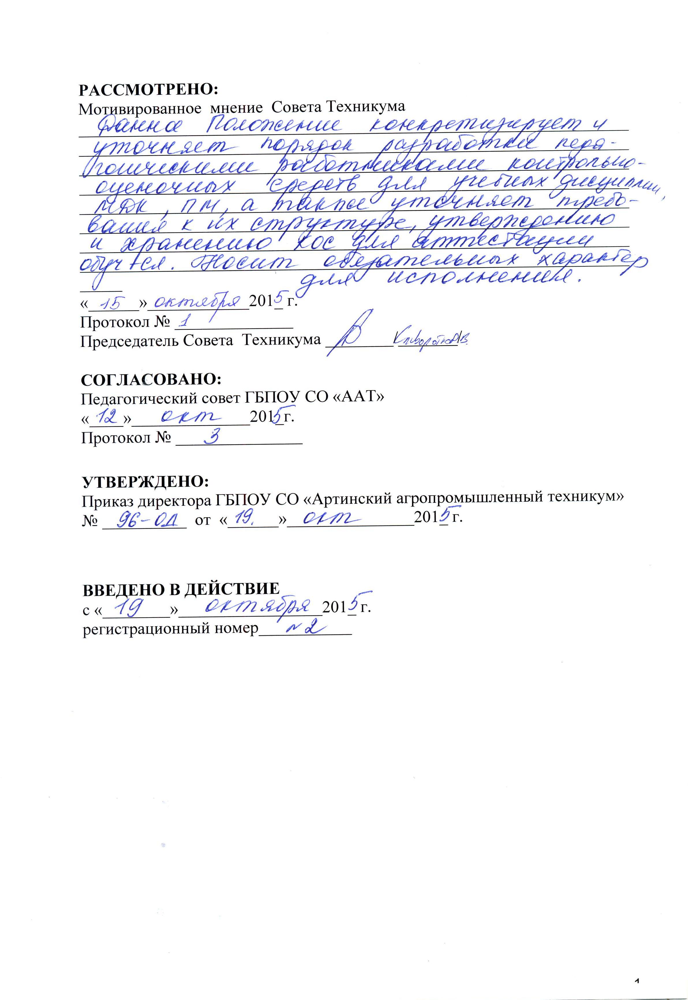 РАССМОТРЕНО:
Мотивированное мнение Совета Техникума
Данное Положение конкретизирует и
уточняет порядок разработки педа-
гогическими работниками контрольно-
оценочных средств для учебных дисциплин,
МДК, ПМ, а также уточняет требо-
вания к их структуре, утверждению
и хранению кос для аттестации
обуч-ся. Носит обязательных характер
для исполнения.
«15» октября 2015 г.
Протокол № 1
Председатель Совета Техникума / /
СОГЛАСОВАНО:
Педагогический совет ГБПОУ СО «ААТ»
«12» окт 2015 г.
Протокол № 3
УТВЕРЖДЕНО:
Приказ директора ГБПОУ СО «Артинский агропромышленный техникум»
№ 96-ОД от «19.» окт 2015 г.
ВВЕДЕНО В ДЕЙСТВИЕ
с «19» октября 2015 г.
регистрационный номер №2
1